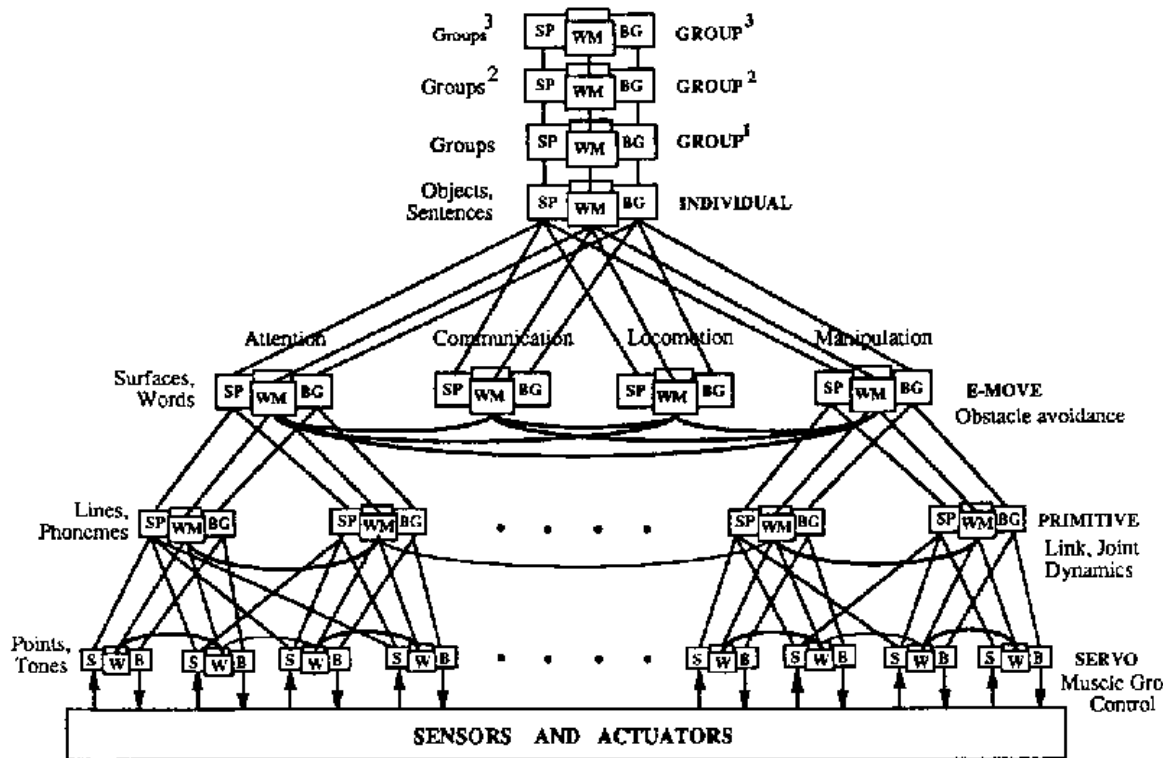 Groups³ SP WM BG GROUP³
Groups² SP WM BG GROUP²
Groups SP WM BG GROUP¹
Objects,
Sentences SP WM BG INDIVIDUAL
Attention Communication Locomotion Manipulation
Surfaces,
Words SP WM BG SP WM BG SP WM BG SP WM BG E-MOVE
Obstacle avoidance
Lines,
Phonemes SP WM BG SP WM BG • • • • SP WM BG SP WM BG PRIMITIVE
Link, Joint
Dynamics
Points,
Tones S W B S W B S W B S W B • • • • S W B S W B S W B S W B SERVO
Muscle Gro
Control
SENSORS AND ACTUATORS